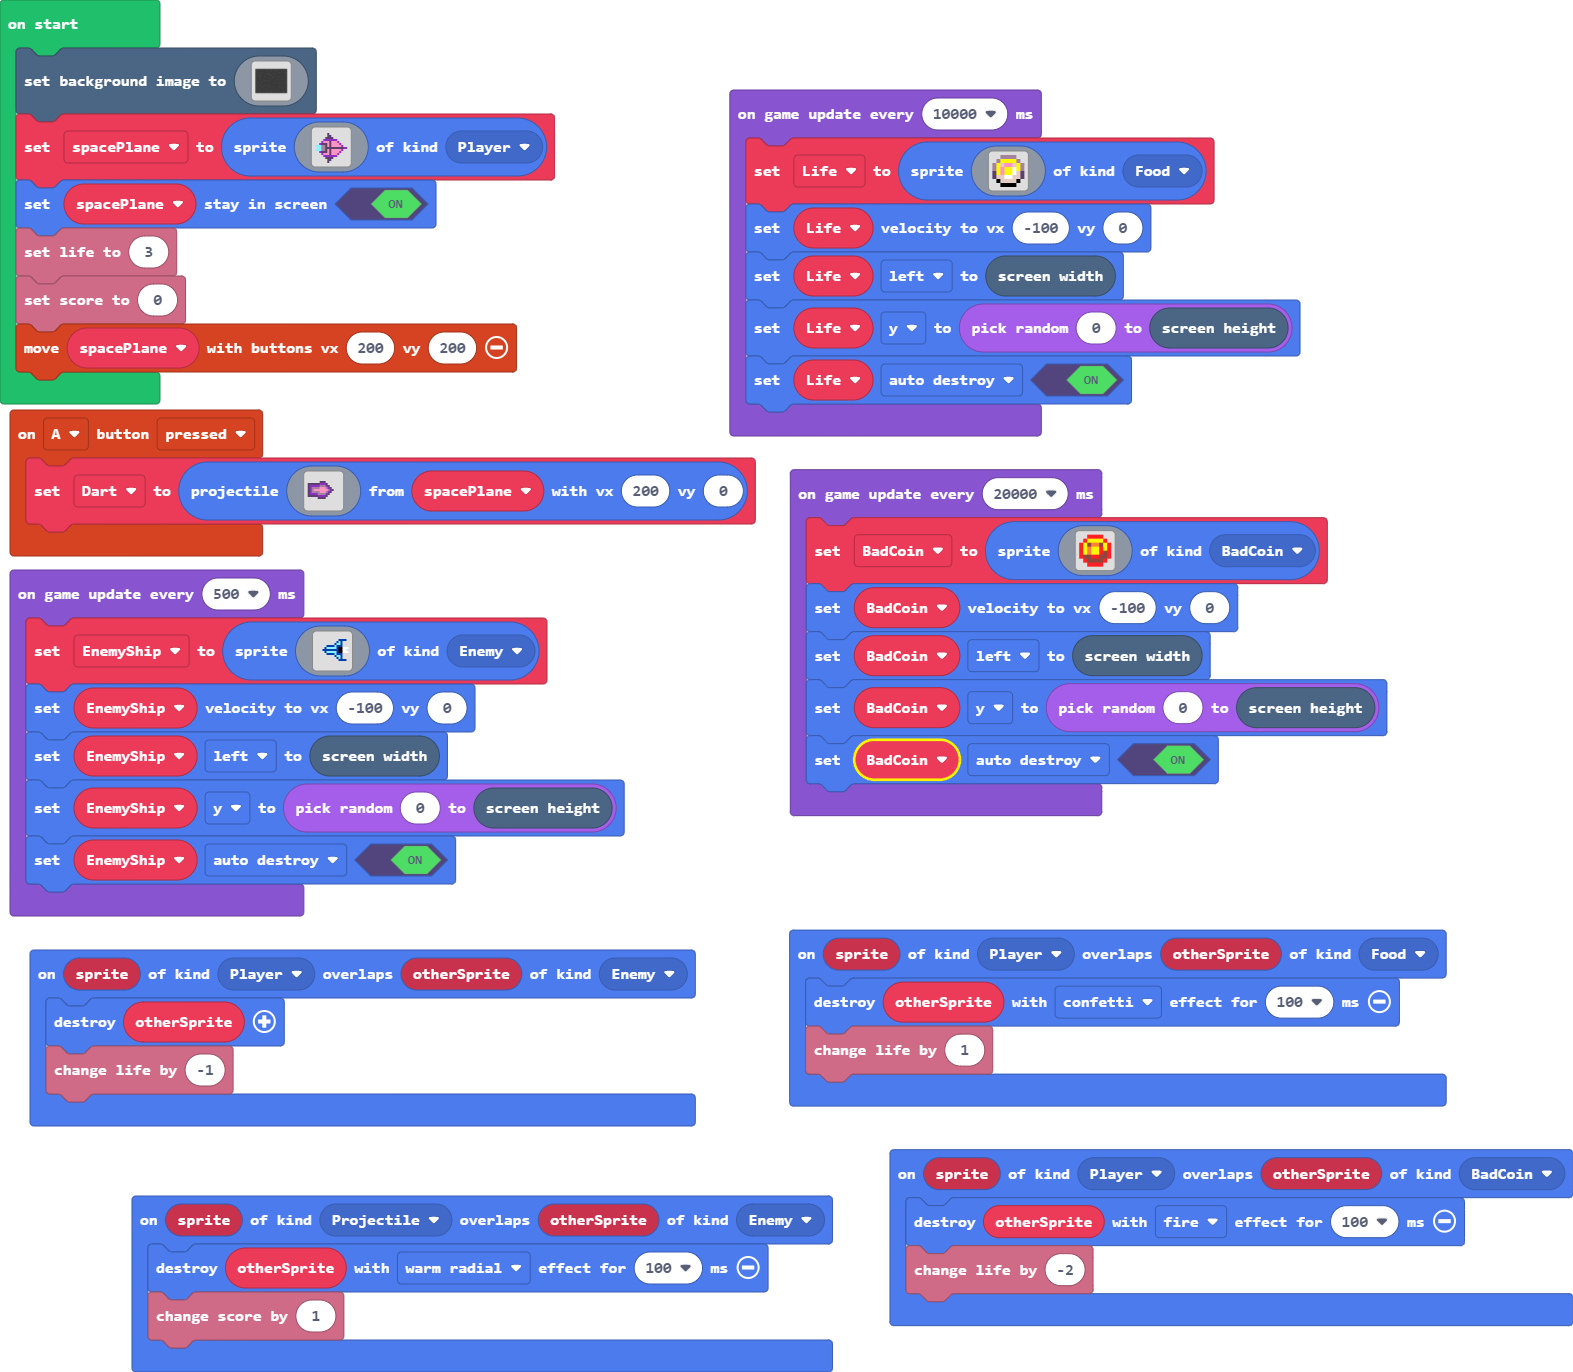 on start
set background image to
set spacePlane to sprite of kind Player
set spacePlane stay in screen ON
set life to 3
set score to 0
move spacePlane with buttons vx 200 vy 200
on A button pressed
set Dart to projectile from spacePlane with vx 200 vy 0
on game update every 500 ms
set EnemyShip to sprite of kind Enemy
set EnemyShip velocity to vx -100 vy 0
set EnemyShip left to screen width
set EnemyShip y to pick random 0 to screen height
set EnemyShip auto destroy ON
on sprite of kind Player overlaps otherSprite of kind Enemy
destroy otherSprite
change life by -1
on sprite of kind Projectile overlaps otherSprite of kind Enemy
destroy otherSprite with warm radial effect for 100 ms
change score by 1
on game update every 10000 ms
set Life to sprite of kind Food
set Life velocity to vx -100 vy 0
set Life left to screen width
set Life y to pick random 0 to screen height
set Life auto destroy ON
on game update every 20000 ms
set BadCoin to sprite of kind BadCoin
set BadCoin velocity to vx -100 vy 0
set BadCoin left to screen width
set BadCoin y to pick random 0 to screen height
set BadCoin auto destroy ON
on sprite of kind Player overlaps otherSprite of kind Food
destroy otherSprite with confetti effect for 100 ms
change life by 1
on sprite of kind Player overlaps otherSprite of kind BadCoin
destroy otherSprite with fire effect for 100 ms
change life by -2